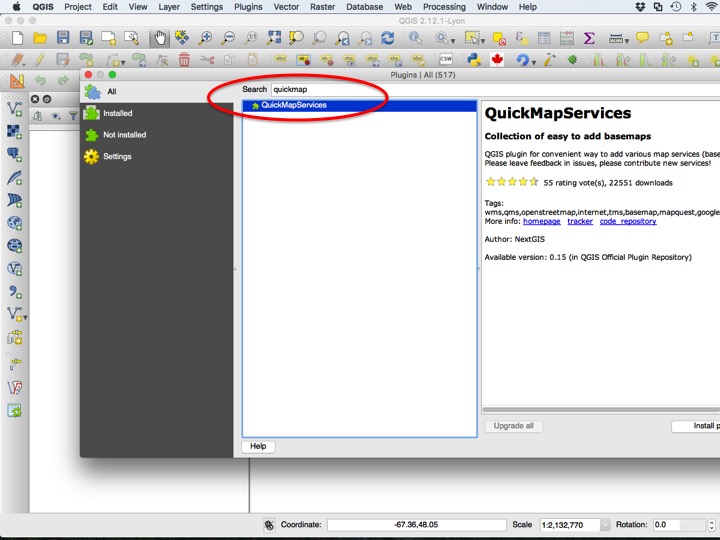 QGIS Project Edit View Layer Settings Plugins Vector Raster Database Web Processing Window Help
QGIS 2.12.1-Lyon
CSW
Plugins | All (517)
All
Search quickmap
Installed
Not installed
Settings
QuickMapServices
QuickMapServices
Collection of easy to add basemaps
QGIS plugin for convenient way to add various map services (base
Please leave feedback in issues, please contribute new services!
55 rating vote(s), 22551 downloads
Tags:
wms,qms,openstreetmap,internet,tms,basemap,mapquest,google
More info: homepage tracker code_repository
Author: NextGIS
Available version: 0.15 (in QGIS Official Plugin Repository)
Upgrade all
Install p
Help
Coordinate: -67.36,48.05 Scale 1:2,132,770 Rotation: 0.0